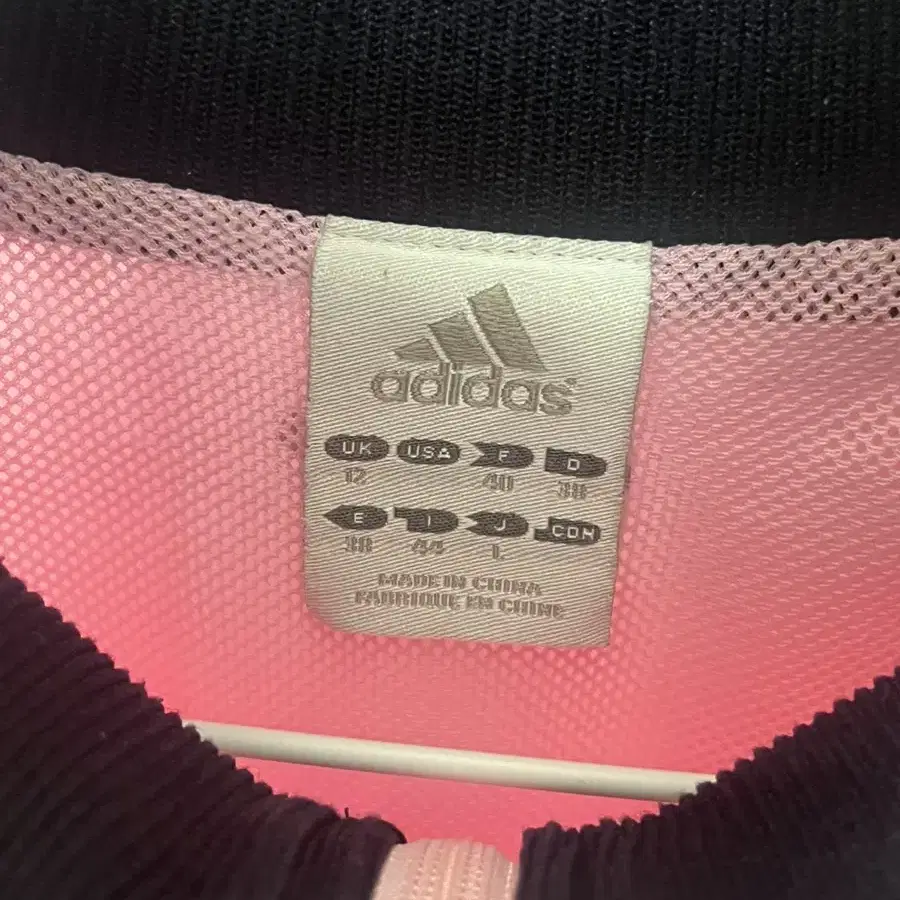 adidas
UK USA F D
12 40 38
E I J CDN
38 44 L
MADE IN CHINA
FABRIQUE EN CHINE